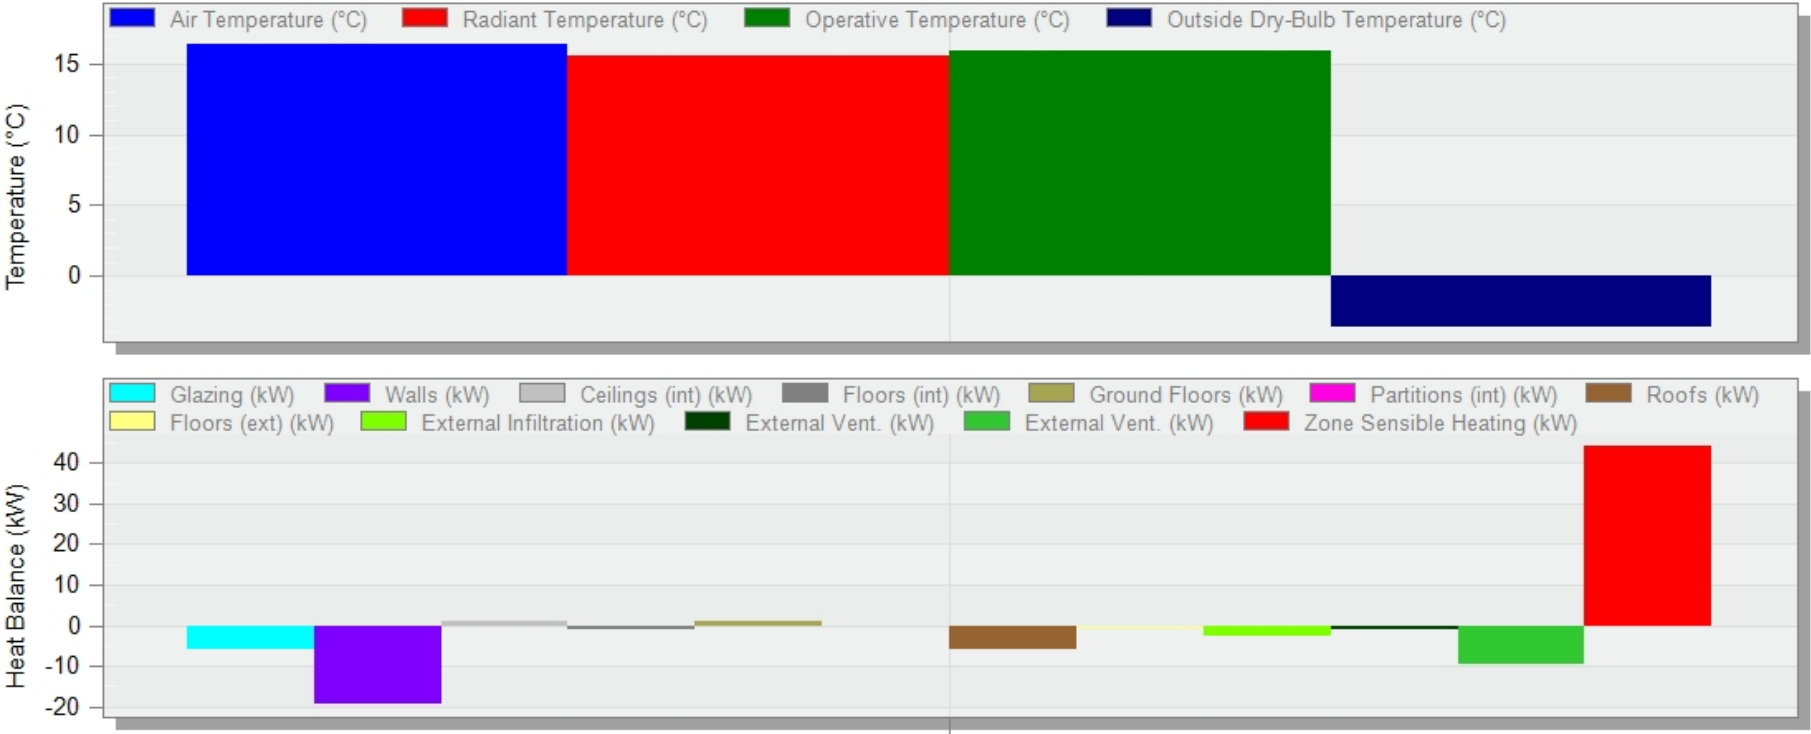 Air Temperature (°C) Radiant Temperature (°C) Operative Temperature (°C) Outside Dry-Bulb Temperature (°C)
Temperature (°C)
15
10
5
0
Glazing (kW) Walls (kW) Ceilings (int) (kW) Floors (int) (kW) Ground Floors (kW) Partitions (int) (kW) Roofs (kW)
Floors (ext) (kW) External Infiltration (kW) External Vent. (kW) External Vent. (kW) Zone Sensible Heating (kW)
Heat Balance (kW)
40
30
20
10
0
-10
-20